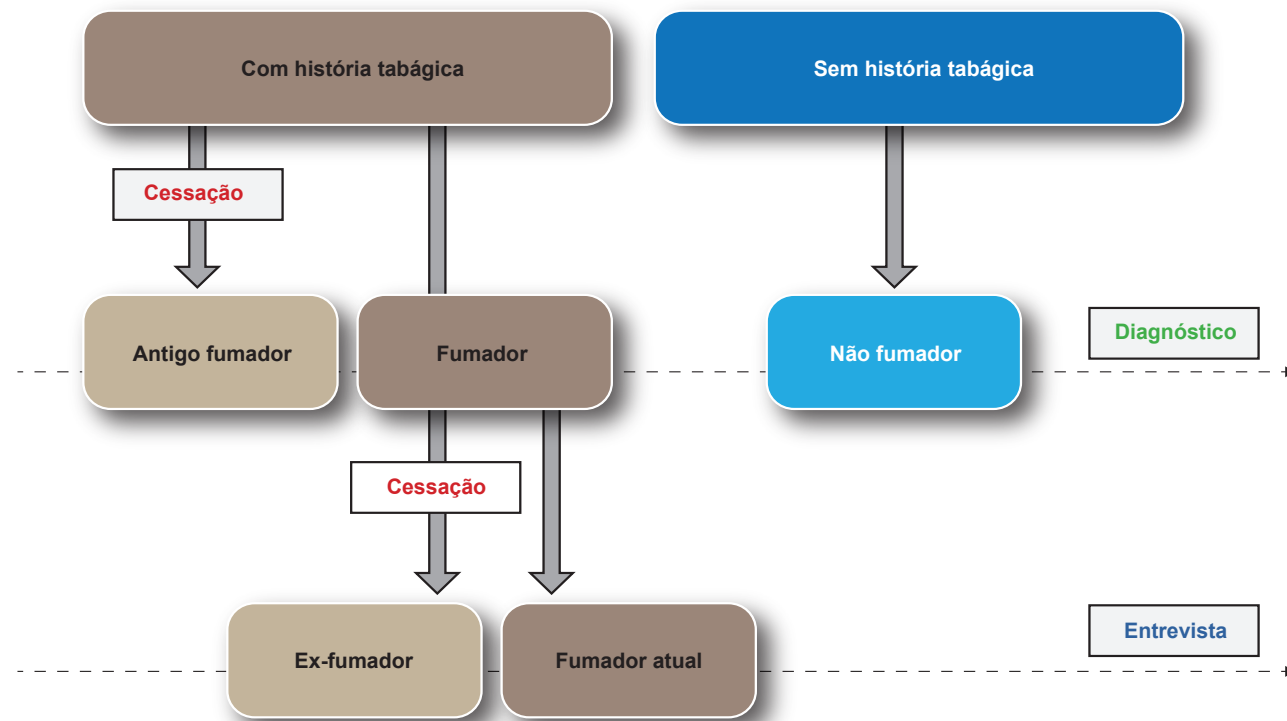 Com história tabágica
Sem história tabágica
Cessação
Antigo fumador
Fumador
Não fumador
Diagnóstico
Cessação
Ex-fumador
Fumador atual
Entrevista